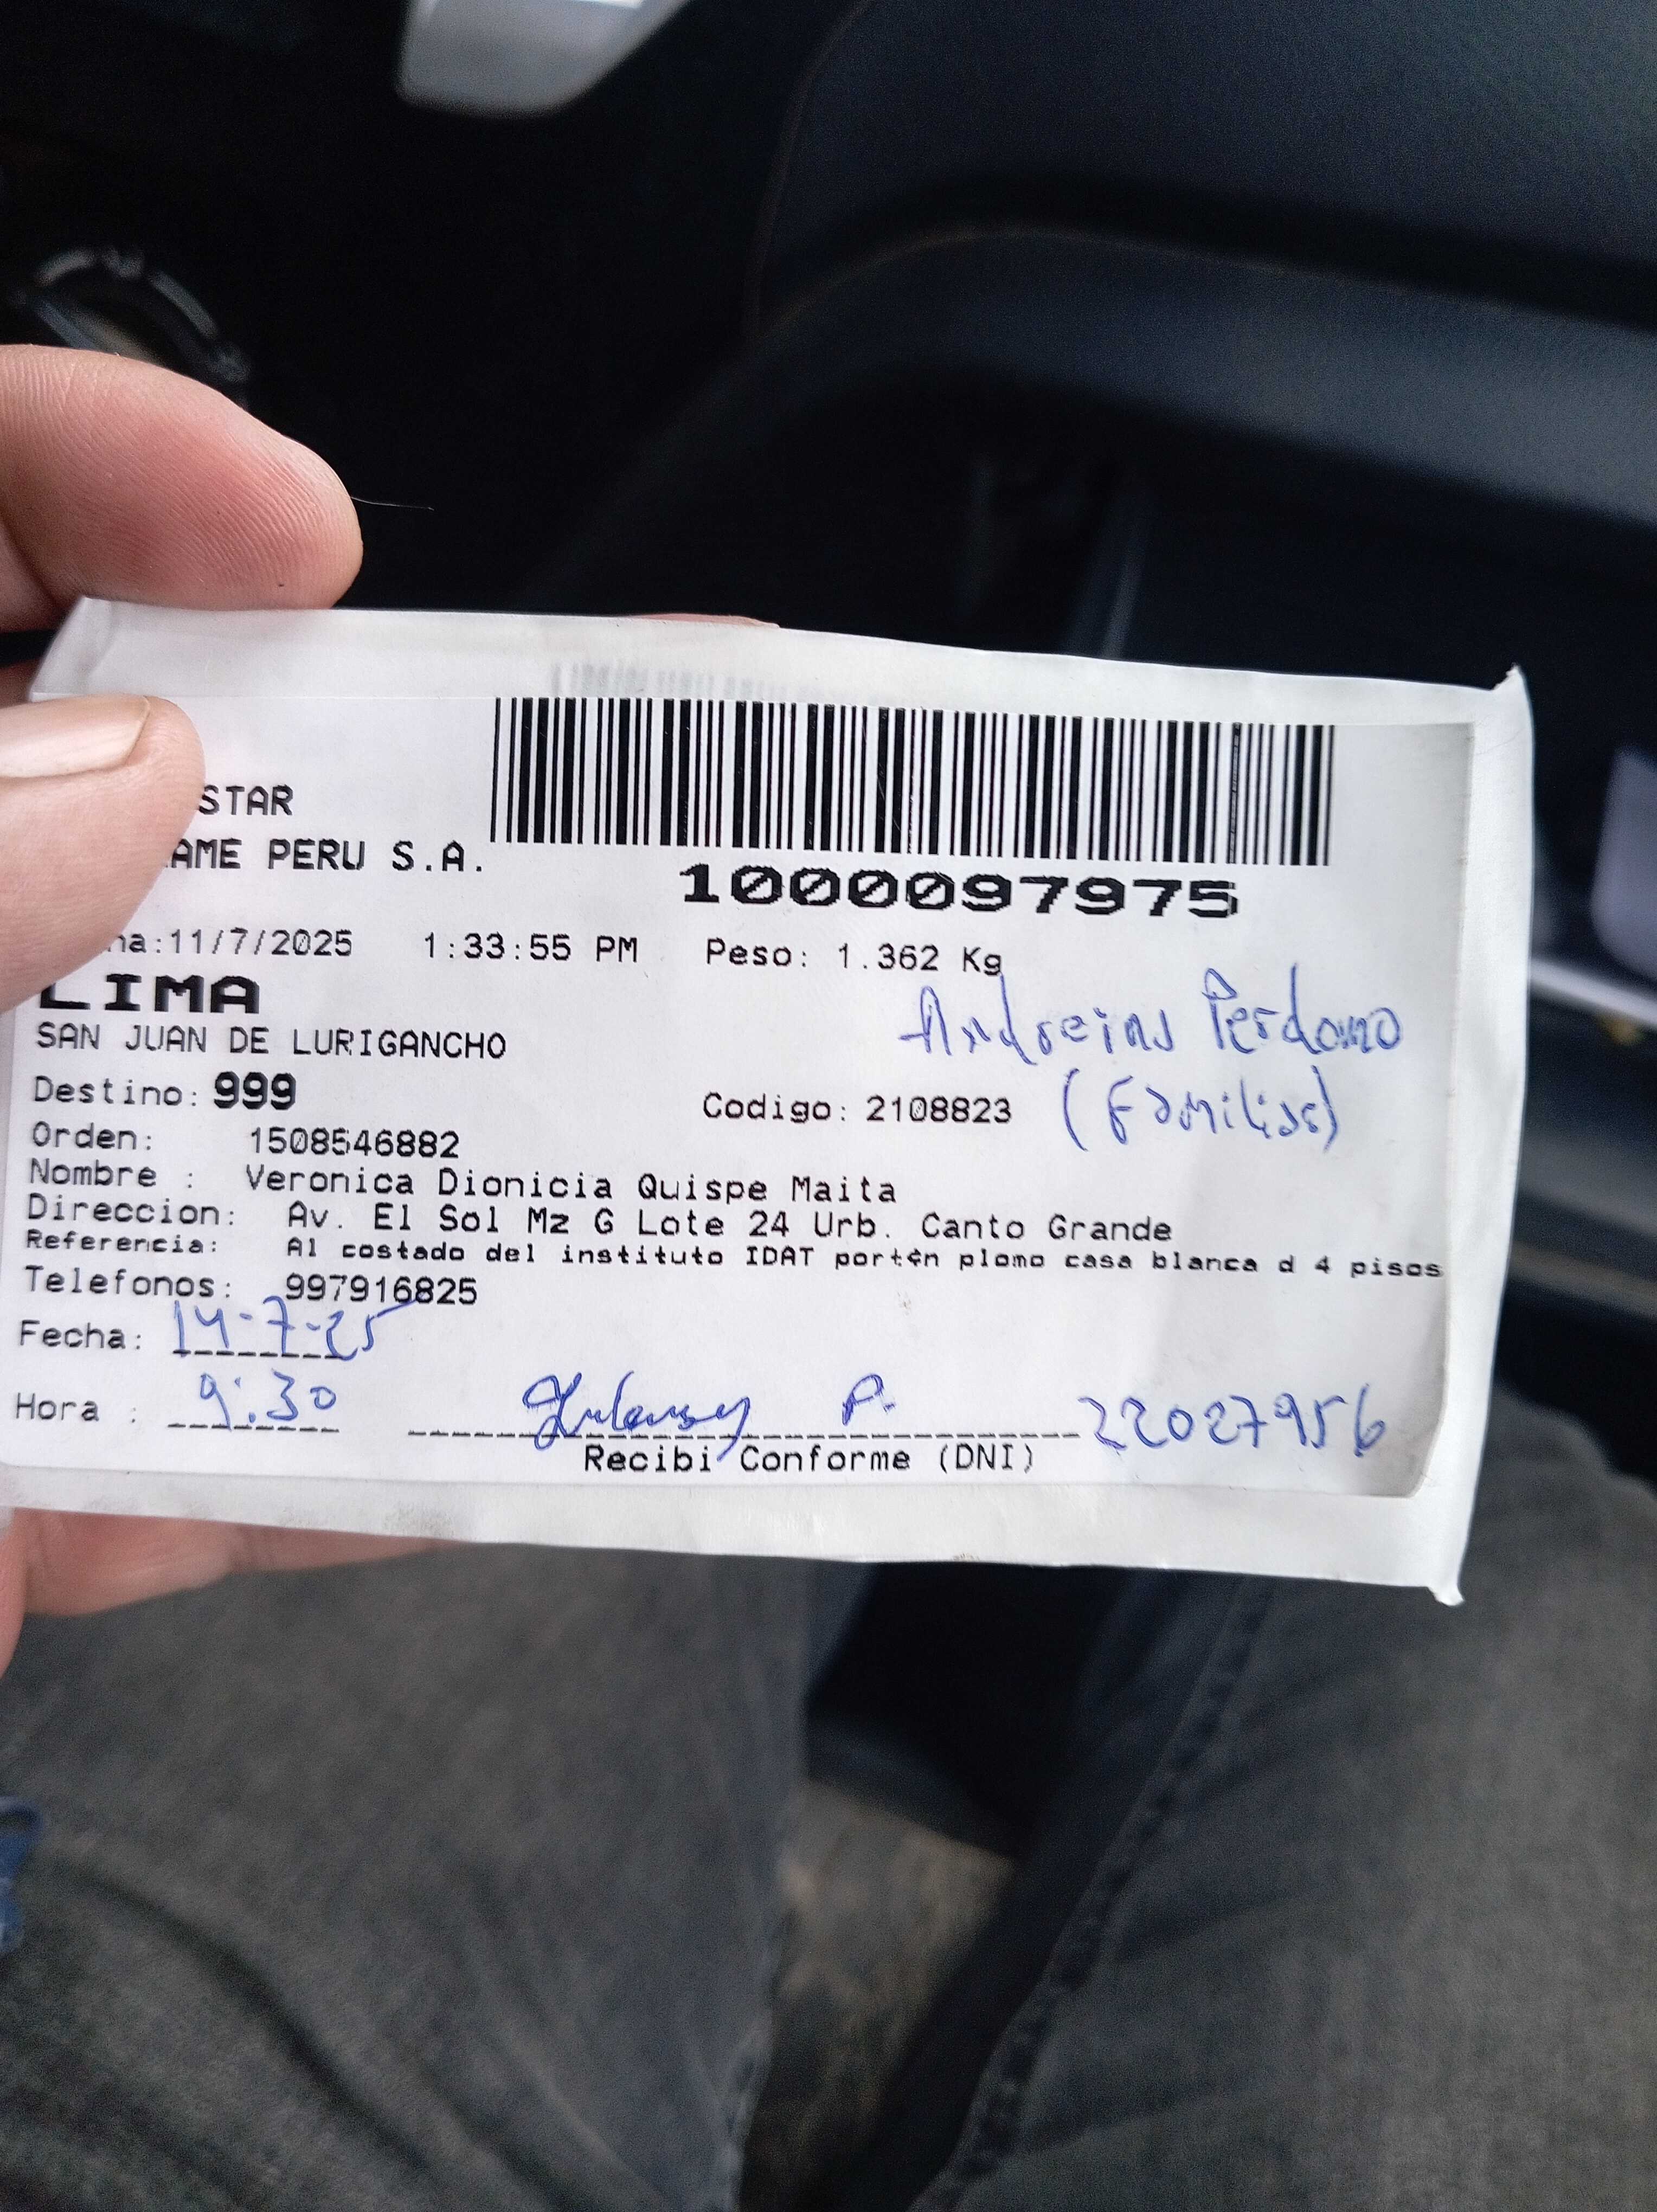 STAR
AME PERU S.A.
1000097975
ha:11/7/2025 1:33:55 PM Peso: 1.362 Kg
LIMA
SAN JUAN DE LURIGANCHO
Perdomo
Destino: 999
Codigo: 2108823 (Familiar)
Orden: 1508546882
Nombre : Veronica Dionicia Quispe Maita
Direccion: Av. El Sol Mz G Lote 24 Urb. Canto Grande
Referencia: Al costado del instituto IDAT port¢n plomo casa blanca d 4 pisos
Telefonos: 997916825
Fecha: 14-7-25
Hora : 9:30 P. 22027956
Recibi Conforme (DNI)